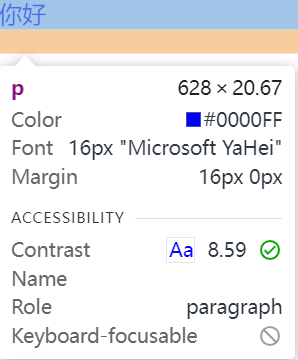 你好
p 628 × 20.67
Color #0000FF
Font 16px "Microsoft YaHei"
Margin 16px 0px
ACCESSIBILITY
Contrast Aa 8.59
Name
Role paragraph
Keyboard-focusable